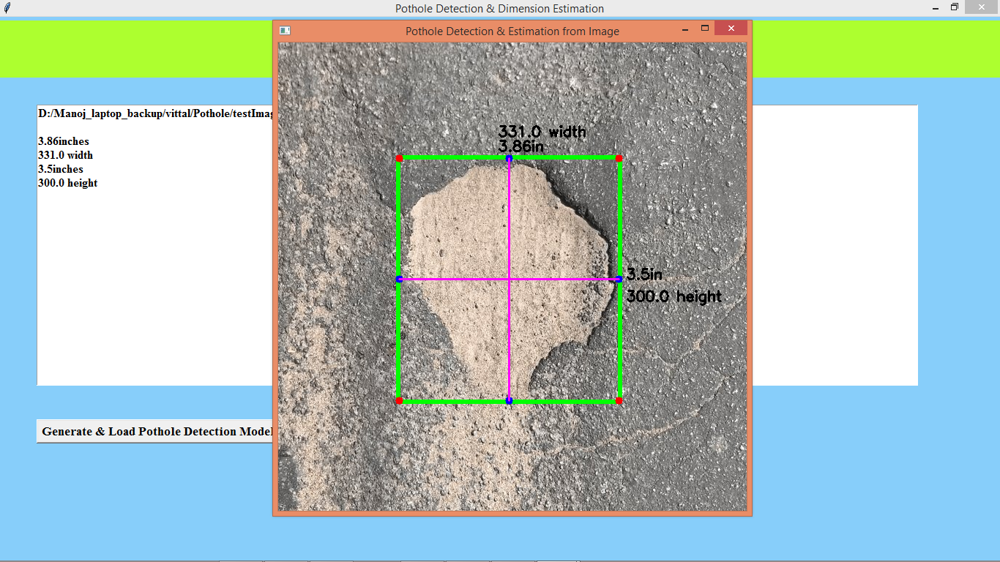 Pothole Detection & Dimension Estimation
Pothole Detection & Estimation from Image
D:/Manoj_laptop_backup/vittal/Pothole/testImag
3.86inches
331.0 width
3.5inches
300.0 height
331.0 width
3.86in
3.5in
300.0 height
Generate & Load Pothole Detection Model